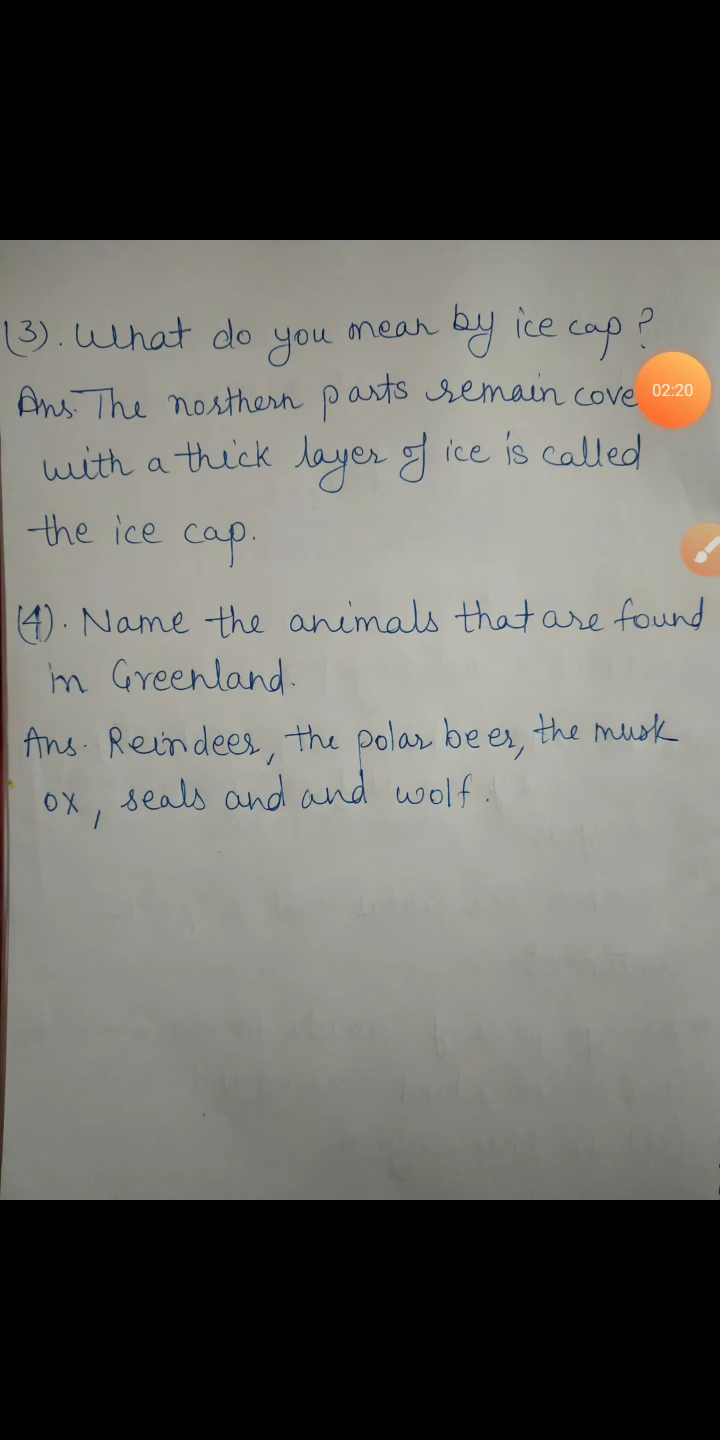 (3). What do you mean by ice cap ?
Ans. The northern parts remain cove
02:20
with a thick layer of ice is called
the ice cap.
(4). Name the animals that are found
in Greenland.
Ans. Reindeer, the polar beer, the musk
ox, seals and and wolf.